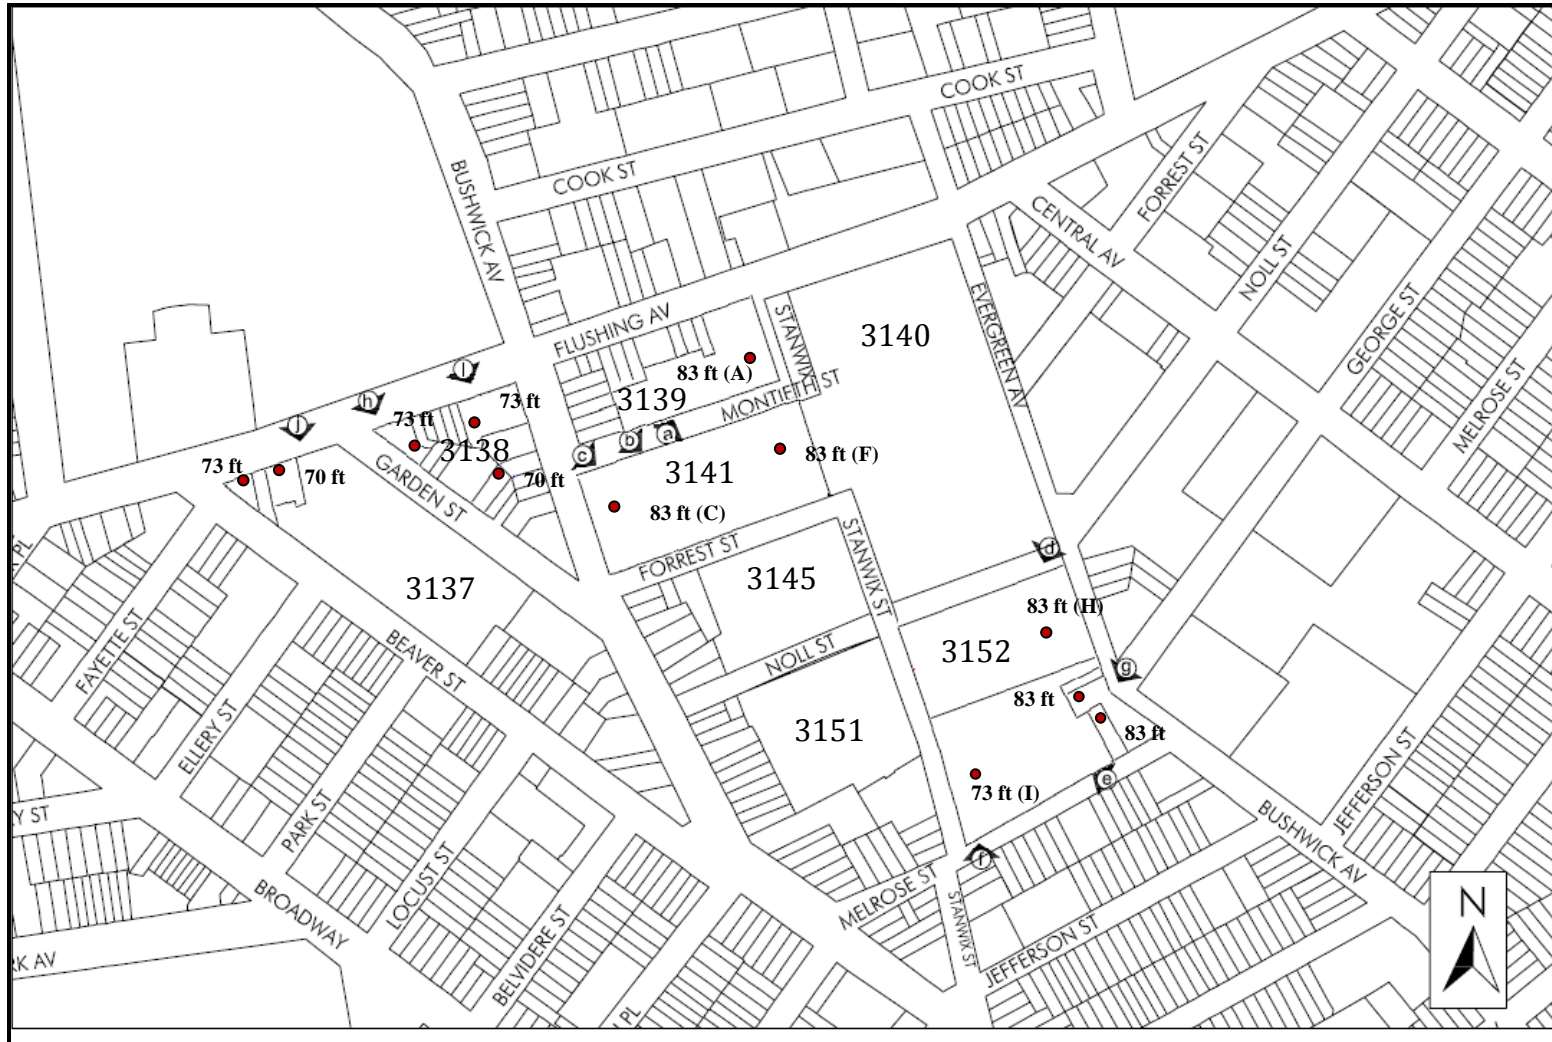 COOK ST
COOK ST
BUSHWICK AV
FORREST ST
CENTRAL AV
NOLL ST
GEORGE ST
MELROSE ST
FLUSHING AV
STANWIX
EVERGREEN AV
3140
83 ft (A)
3139
MONTIETH ST
l
h
j
73 ft
73 ft
3138
70 ft
73 ft
70 ft
GARDEN ST
c
b
a
3141
83 ft (F)
83 ft (C)
FORREST ST
3145
STANWIX ST
d
83 ft (H)
3137
PL
FAYETTE ST
BEAVER ST
NOLL ST
3152
g
83 ft
83 ft
3151
73 ft (I)
e
ELLERY ST
Y ST
PARK ST
LOCUST ST
BROADWAY
RK AV
BELVIDERE ST
PL
f
MELROSE ST
STANWIX ST
JEFFERSON ST
BUSHWICK AV
JEFFERSON ST
N